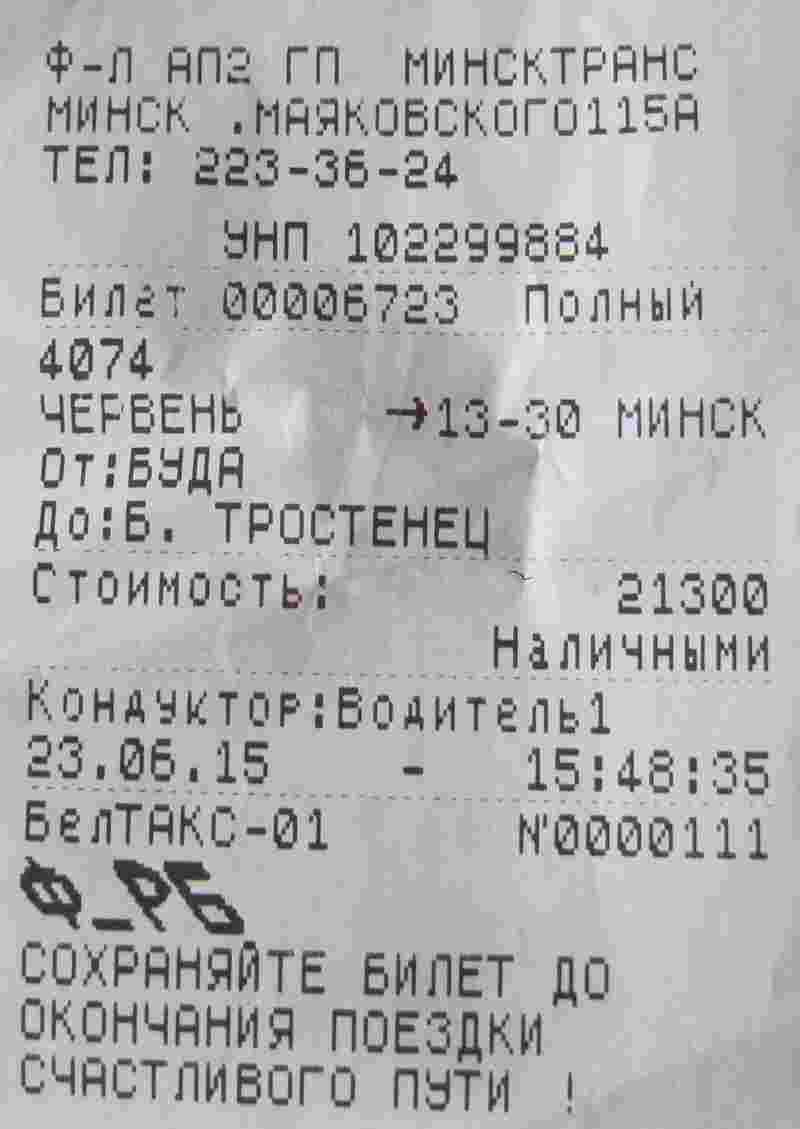 Ф-Л АП2 ГП МИНСКТРАНС
МИНСК .МАЯКОВСКОГО115А
ТЕЛ: 223-36-24
УНП 102299884
Билет 00006723 Полный
4074
ЧЕРВЕНЬ →13-30 МИНСК
От:БУДА
До:Б. ТРОСТЕНЕЦ
Стоимость: 21300
Наличными
Кондуктор:Водитель1
23.06.15 - 15:48:35
БелТАКС-01 №0000111
Ф_РБ
СОХРАНЯЙТЕ БИЛЕТ ДО
ОКОНЧАНИЯ ПОЕЗДКИ
СЧАСТЛИВОГО ПУТИ !